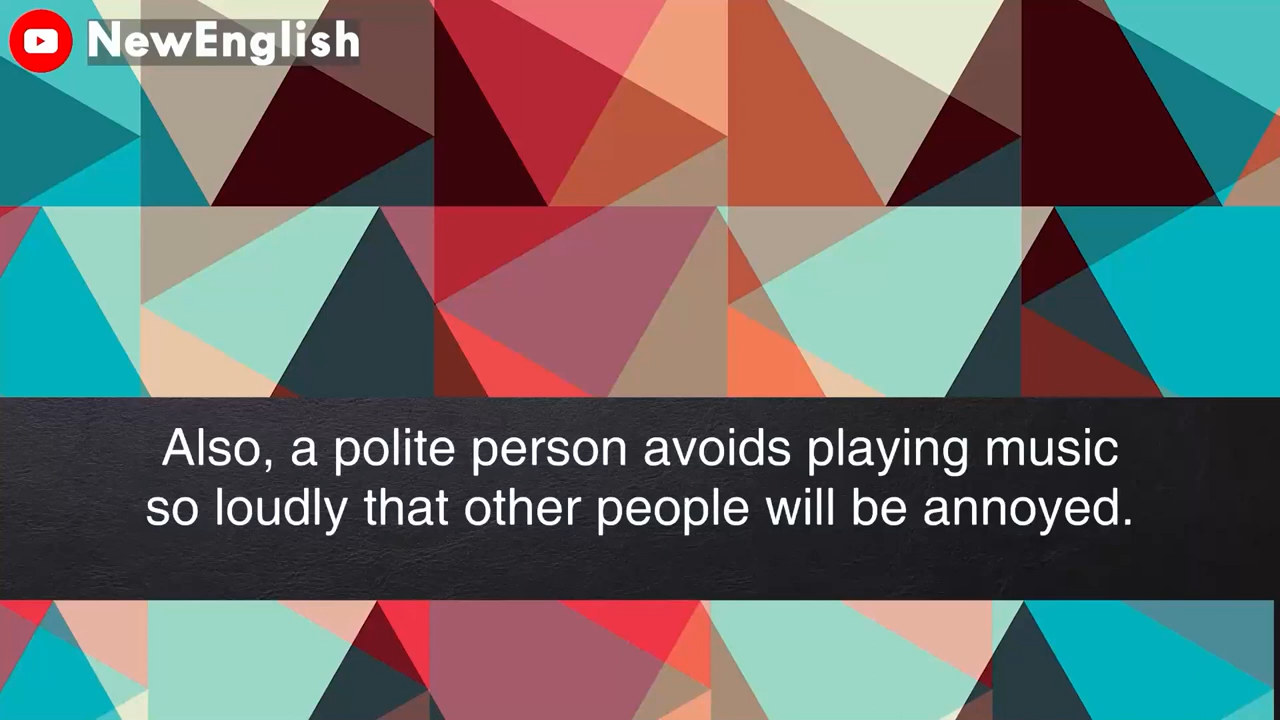 NewEnglish
Also, a polite person avoids playing music
so loudly that other people will be annoyed.